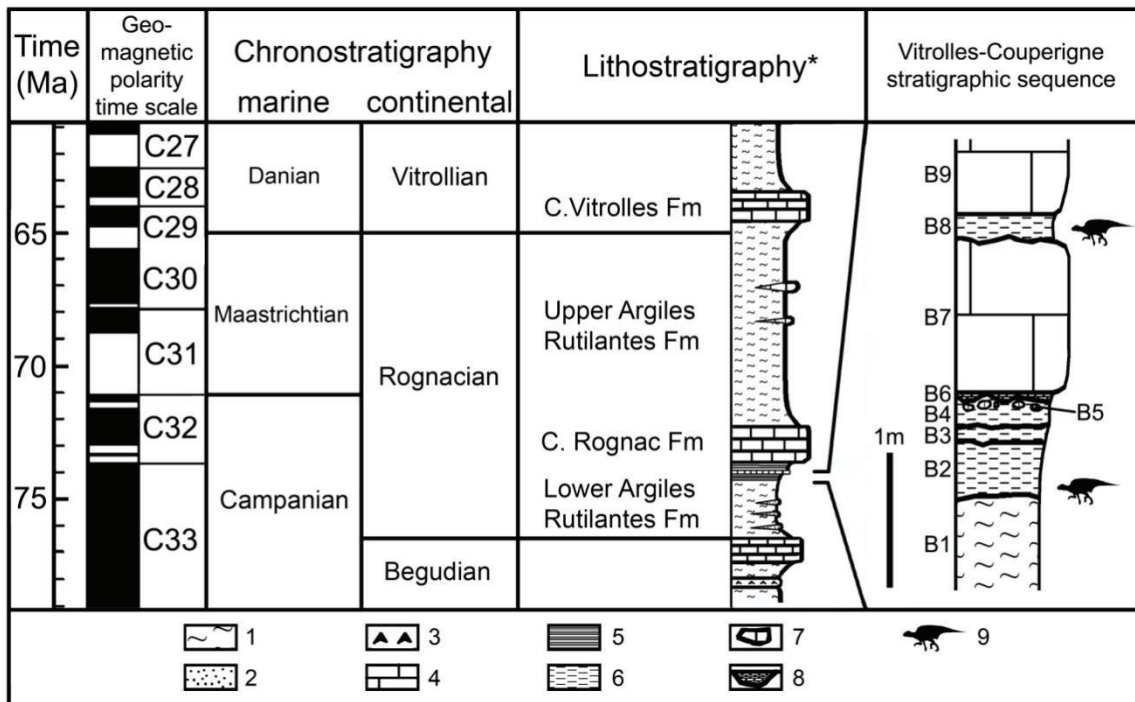 Time
(Ma)
Geo-
magnetic
polarity
time scale
Chronostratigraphy
marine continental
Lithostratigraphy*
Vitrolles-Couperigne
stratigraphic sequence
65
70
75
C27
C28
C29
C30
C31
C32
C33
Danian
Maastrichtian
Campanian
Vitrollian
Rognacian
Begudian
C.Vitrolles Fm
Upper Argiles
Rutilantes Fm
C. Rognac Fm
Lower Argiles
Rutilantes Fm
B9
B8
B7
B6
B5
B4
B3
B2
B1
1m
1 3 5 7 9
2 4 6 8